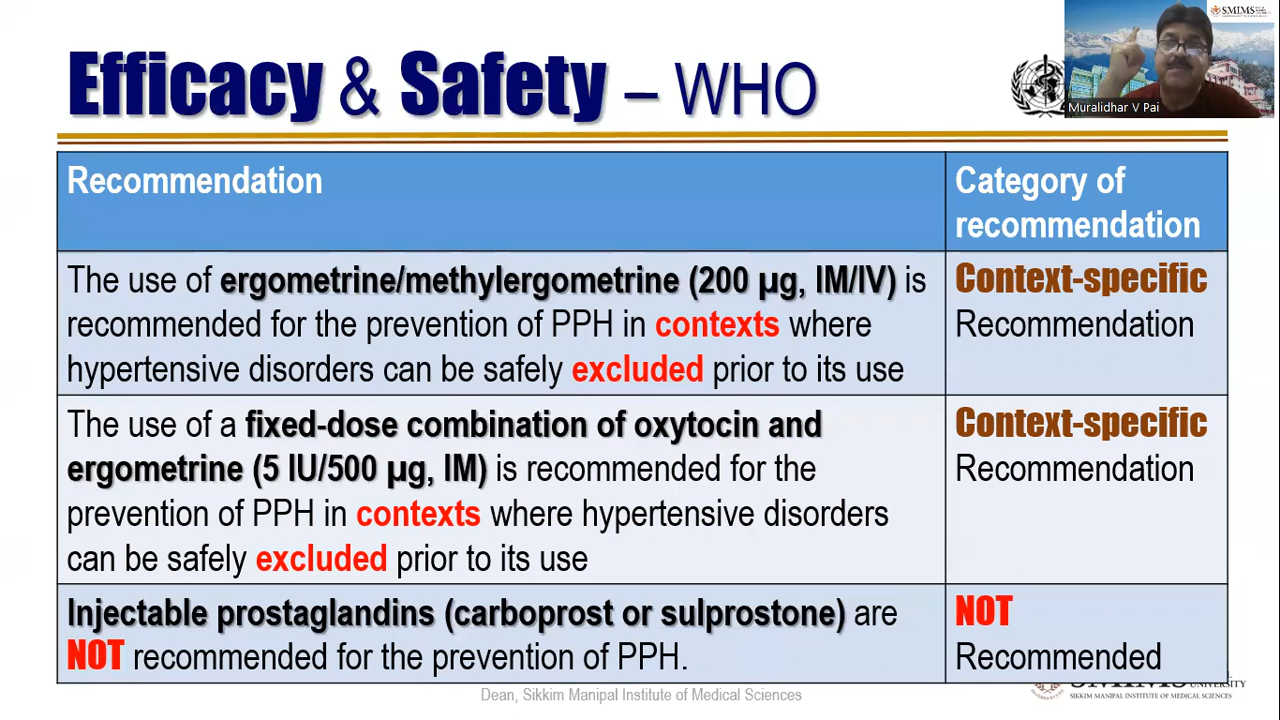 SMIMS
Efficacy & Safety – WHO
Muralidhar V Pai
Recommendation
Category of
recommendation
The use of ergometrine/methylergometrine (200 µg, IM/IV) is
recommended for the prevention of PPH in contexts where
hypertensive disorders can be safely excluded prior to its use
Context-specific
Recommendation
The use of a fixed-dose combination of oxytocin and
ergometrine (5 IU/500 µg, IM) is recommended for the
prevention of PPH in contexts where hypertensive disorders
can be safely excluded prior to its use
Context-specific
Recommendation
Injectable prostaglandins (carboprost or sulprostone) are
NOT recommended for the prevention of PPH.
NOT
Recommended
Dean, Sikkim Manipal Institute of Medical Sciences
SMIMS UNIVERSITY
SIKKIM MANIPAL INSTITUTE OF MEDICAL SCIENCES